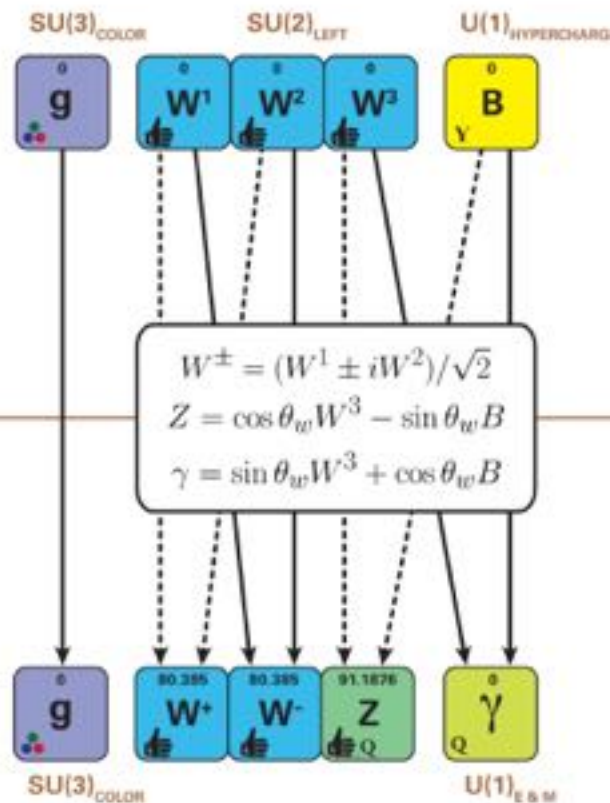 SU(3)COLOR SU(2)LEFT U(1)HYPERCHARG
0 0 0 0 0
g W¹ W² W³ B
Y
W± = (W¹ ± iW²)/√2
Z = cos θw W³ − sin θw B
γ = sin θw W³ + cos θw B
0 80.385 80.385 91.1876 0
g W⁺ W⁻ Z γ
Q Q
SU(3)COLOR U(1)E & M